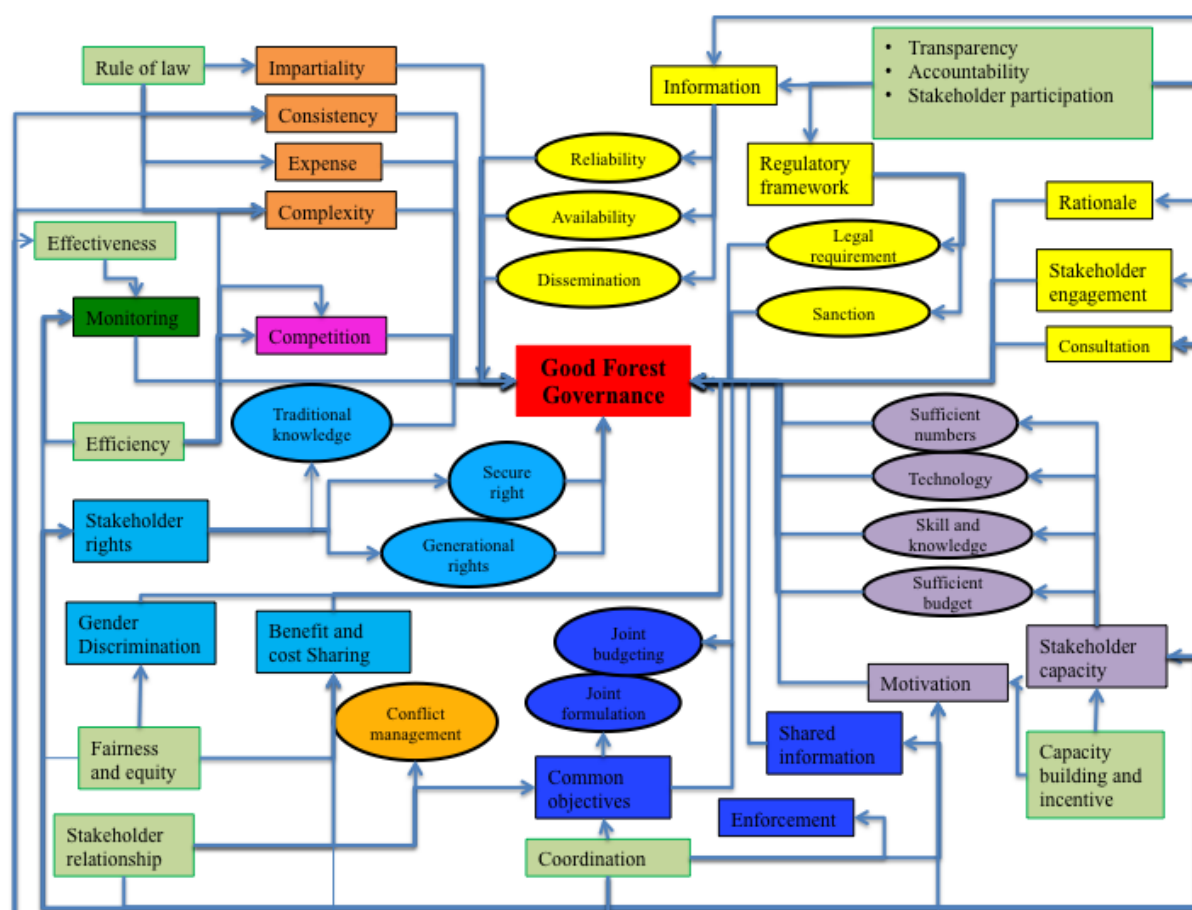 Rule of law
Impartiality
Consistency
Expense
Complexity
Effectiveness
Monitoring
Competition
Efficiency
Traditional
knowledge
Stakeholder
rights
Secure
right
Generational
rights
Gender
Discrimination
Benefit and
cost Sharing
Fairness
and equity
Stakeholder
relationship
Conflict
management
Information
Reliability
Availability
Dissemination
• Transparency
• Accountability
• Stakeholder participation
Regulatory
framework
Legal
requirement
Sanction
Rationale
Stakeholder
engagement
Consultation
Good Forest
Governance
Sufficient
numbers
Technology
Skill and
knowledge
Sufficient
budget
Stakeholder
capacity
Motivation
Capacity
building and
incentive
Joint
budgeting
Joint
formulation
Common
objectives
Shared
information
Enforcement
Coordination